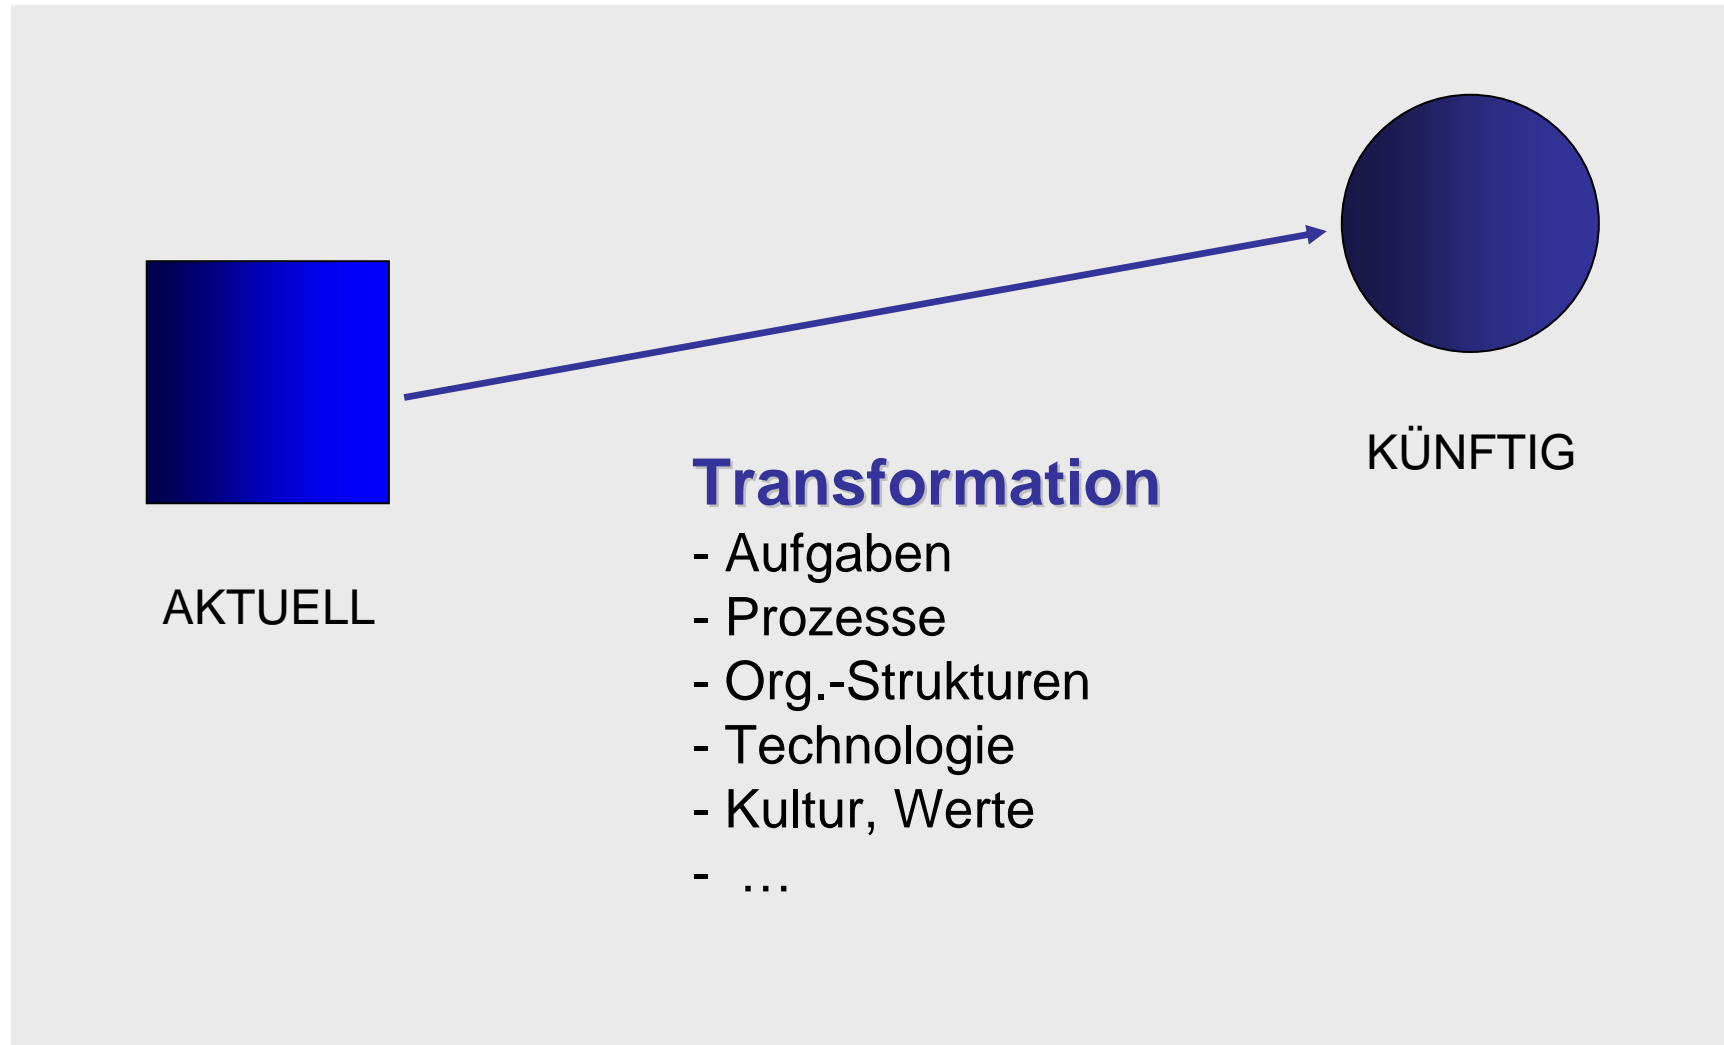 AKTUELL
KÜNFTIG
Transformation
- Aufgaben
- Prozesse
- Org.-Strukturen
- Technologie
- Kultur, Werte
- …